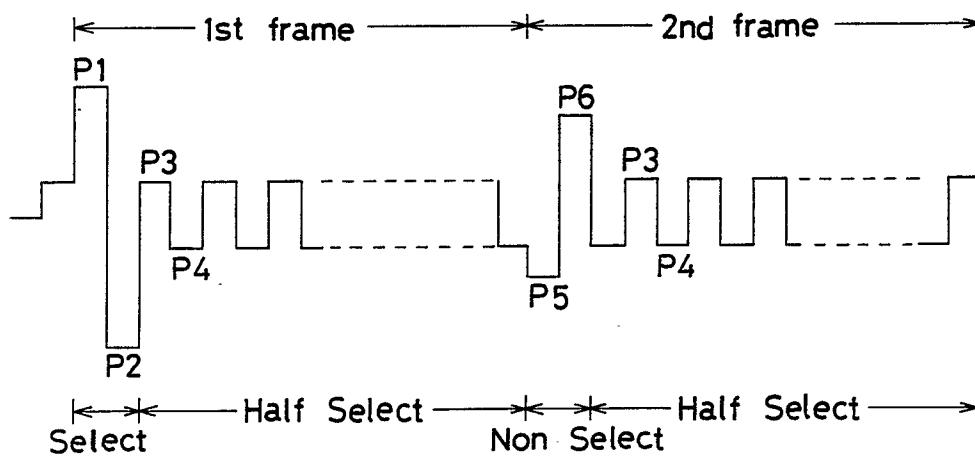 1st frame
2nd frame
P1
P6
P3
P3
P4
P4
P5
P2
Half Select
Half Select
Select
Non Select